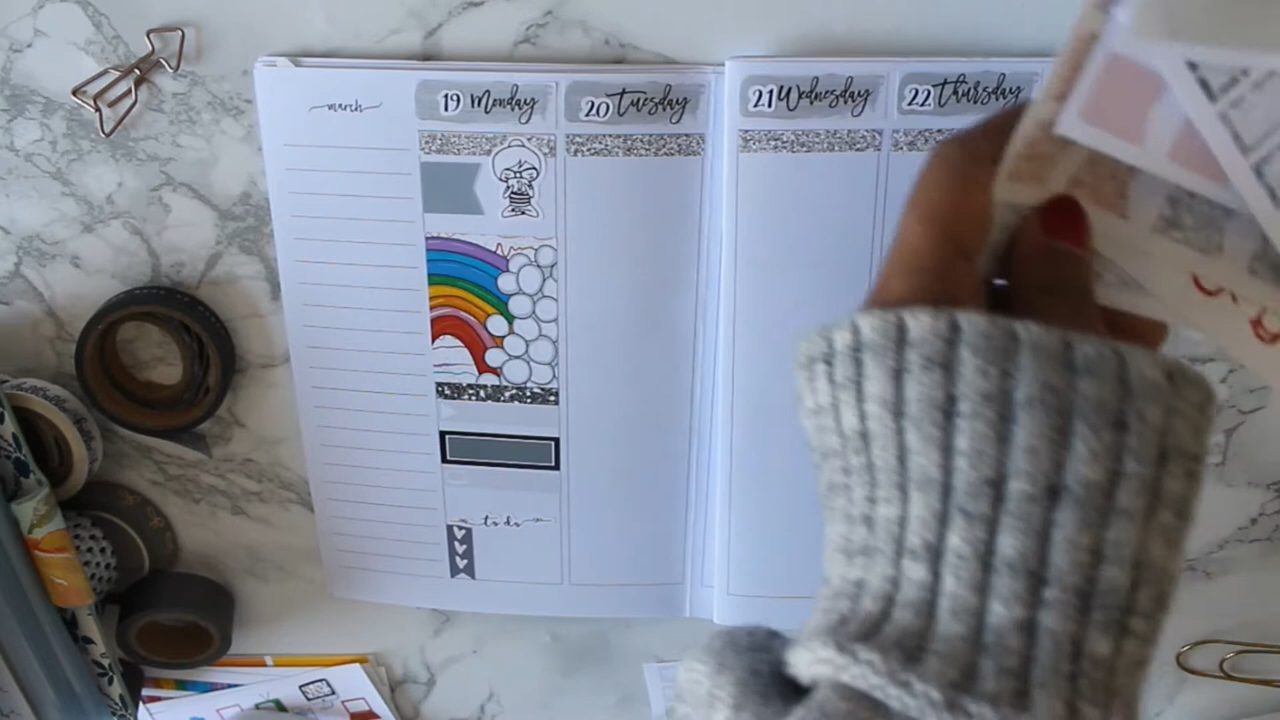 march
19 Monday
20 Tuesday
21 Wednesday
22 Thursday
to do